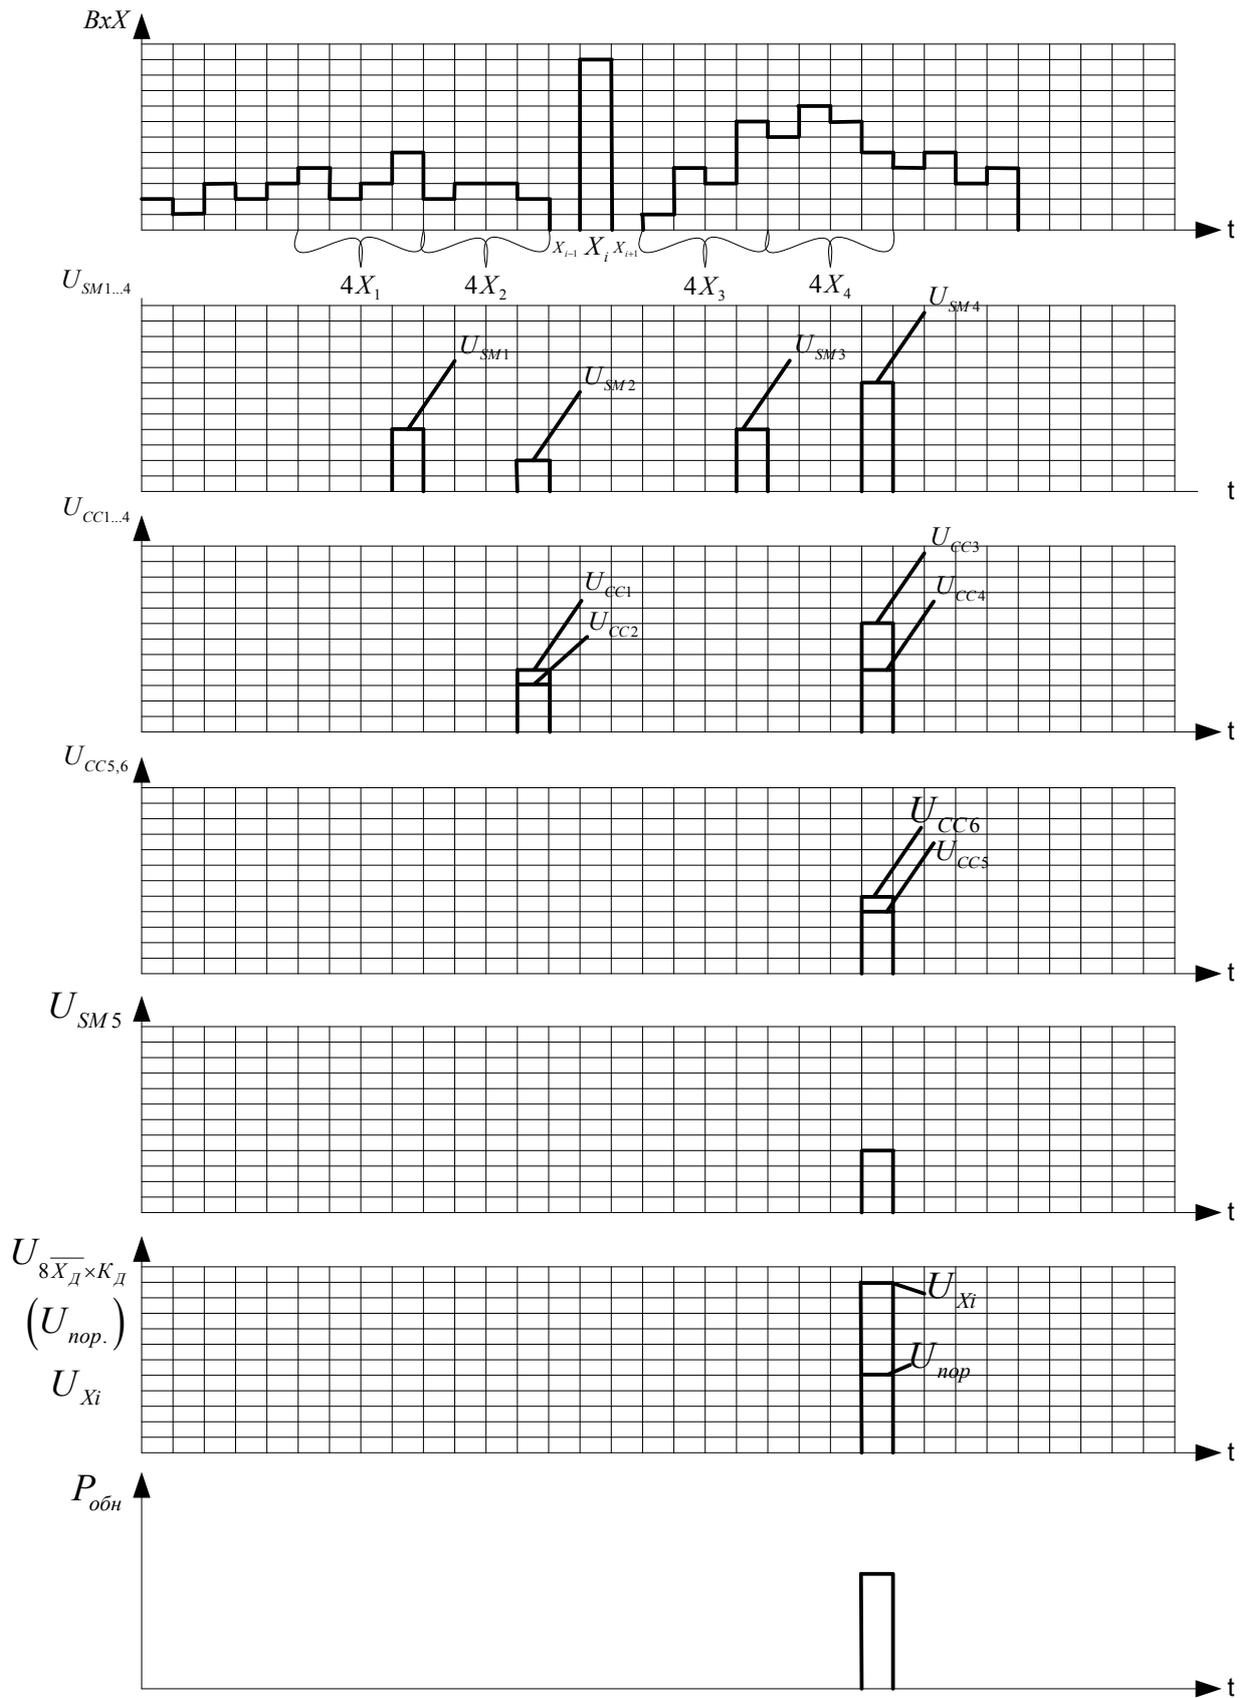 ВхХ
t
X_{i-1} X_i X_{i+1}
4X_1 4X_2 4X_3 4X_4
U_{SM1...4}
U_{SM4}
U_{SM1}
U_{SM3}
U_{SM2}
t
U_{CC1...4}
U_{CC3}
U_{CC1}
U_{CC4}
U_{CC2}
t
U_{CC5,6}
U_{CC6}
U_{CC5}
t
U_{SM5}
t
U_{8\overline{X_Д}×K_Д}
U_{Xi}
(U_{пор.})
U_{пор}
U_{Xi}
t
P_{обн}
t